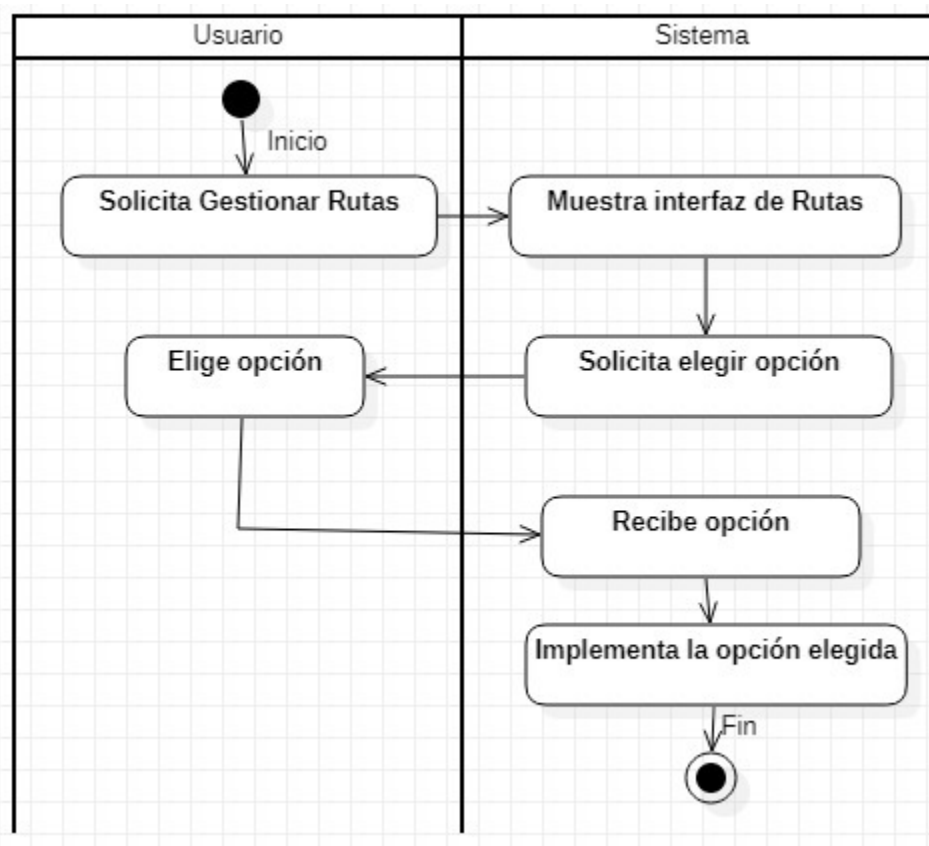 Usuario
Sistema
Inicio
Solicita Gestionar Rutas
Muestra interfaz de Rutas
Elige opción
Solicita elegir opción
Recibe opción
Implementa la opción elegida
Fin